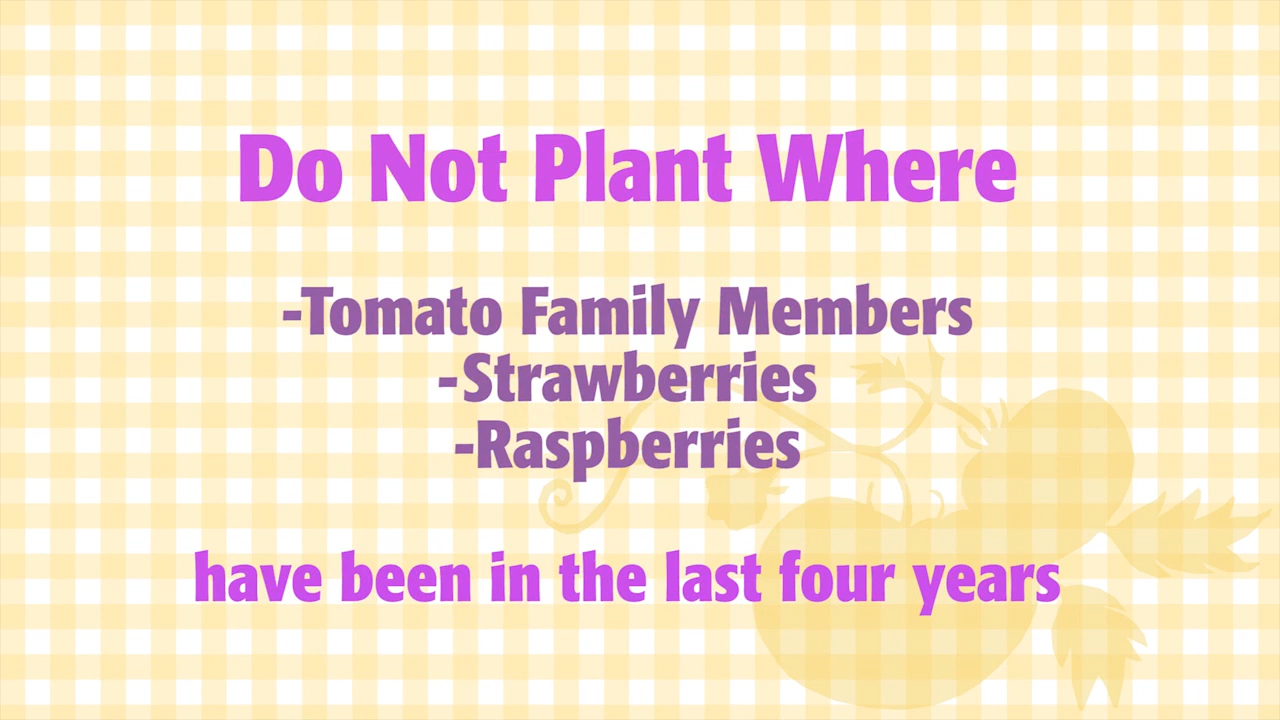 Do Not Plant Where
-Tomato Family Members
-Strawberries
-Raspberries
have been in the last four years